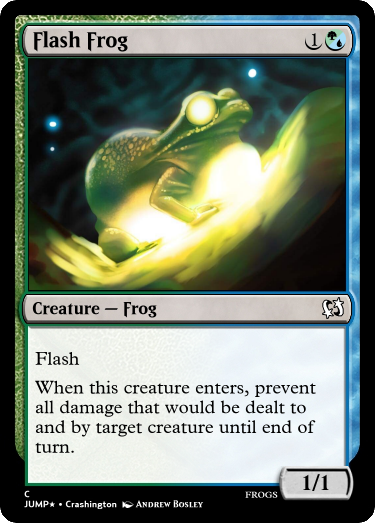 Flash Frog 1
Creature — Frog
Flash
When this creature enters, prevent
all damage that would be dealt to
and by target creature until end of
turn.
1/1
C
JUMP★ • Crashington Andrew Bosley FROGS